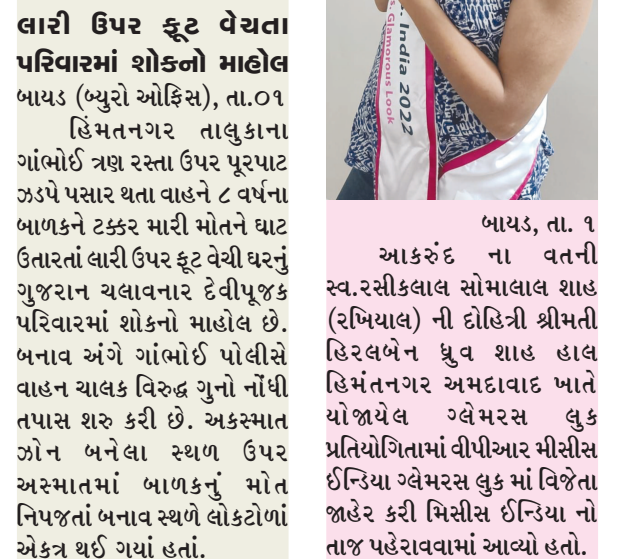 લારી ઉપર ફૂટ વેચતા
પરિવારમાં શોકનો માહોલ
બાયડ (બ્યુરો ઓફિસ), તા.૦૧
હિંમતનગર તાલુકાના
ગાંભોઈ ત્રણ રસ્તા ઉપર પૂરપાટ
ઝડપે પસાર થતા વાહને ૮ વર્ષના
બાળકને ટક્કર મારી મોતને ઘાટ
ઉતારતાં લારી ઉપર ફૂટ વેચી ઘરનું
ગુજરાન ચલાવનાર દેવીપૂજક
પરિવારમાં શોકનો માહોલ છે.
બનાવ અંગે ગાંભોઈ પોલીસે
વાહન ચાલક વિરુદ્ધ ગુનો નોંધી
તપાસ શરુ કરી છે. અકસ્માત
ઝોન બનેલા સ્થળ ઉપર
અસ્માતમાં બાળકનું મોત
નિપજતાં બનાવ સ્થળે લોકટોળાં
એકત્ર થઈ ગયાં હતાં.
. India 2022
s Glamorous Look
બાયડ, તા. ૧
આકરુંદ ના વતની
સ્વ.રસીકલાલ સોમાલાલ શાહ
(રખિયાલ) ની દોહિત્રી શ્રીમતી
હિરલબેન ધ્રુવ શાહ હાલ
હિમંતનગર અમદાવાદ ખાતે
યોજાયેલ ગ્લેમરસ લુક
પ્રતિયોગિતામાં વીપીઆર મીસીસ
ઈન્ડિયા ગ્લેમરસ લુક માં વિજેતા
જાહેર કરી મિસીસ ઈન્ડિયા નો
તાજ પહેરાવવામાં આવ્યો હતો.